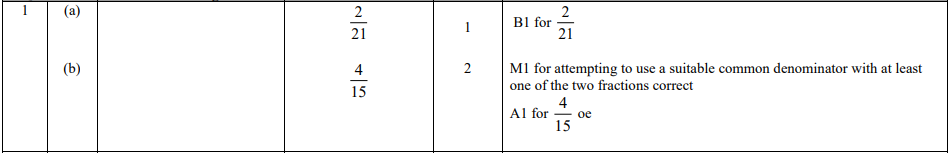 1 (a) 2/21 1 B1 for 2/21
(b) 4/15 2 M1 for attempting to use a suitable common denominator with at least
one of the two fractions correct
A1 for 4/15 oe